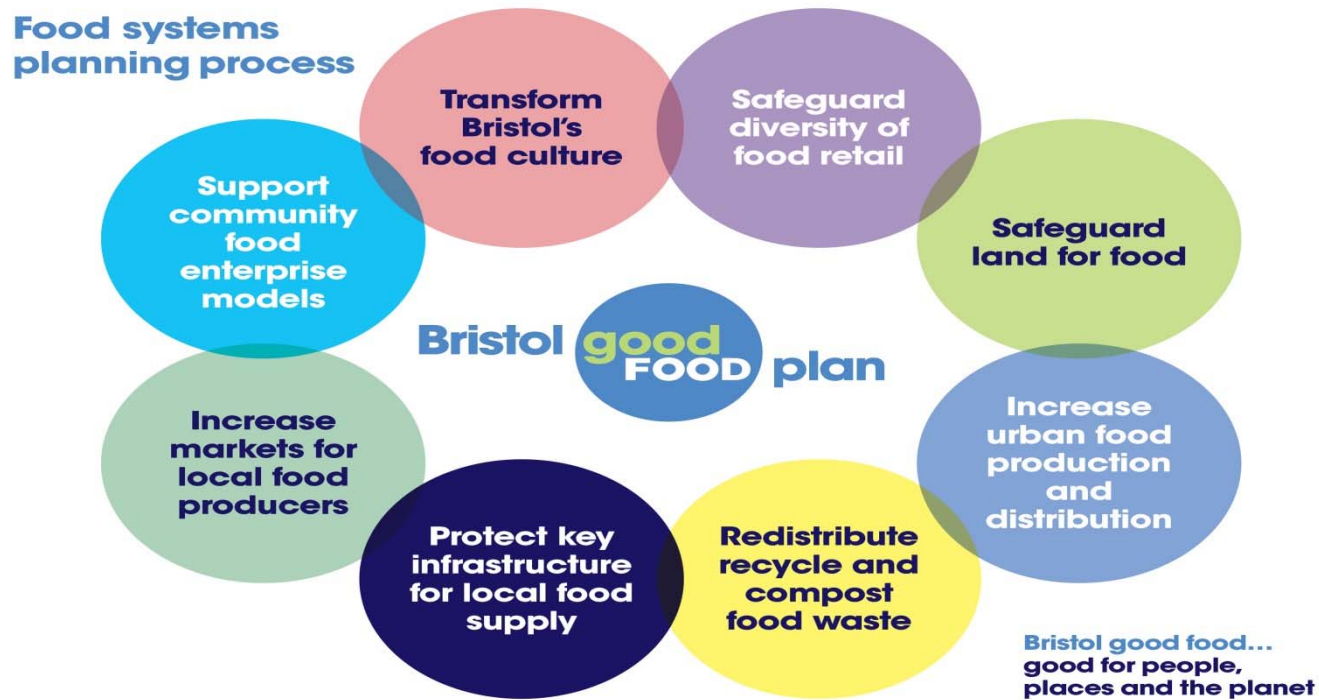 Food systems
planning process
Transform
Bristol's
food culture
Safeguard
diversity of
food retail
Safeguard
land for food
Increase
urban food
production
and
distribution
Redistribute
recycle and
compost
food waste
Protect key
infrastructure
for local food
supply
Increase
markets for
local food
producers
Support
community
food
enterprise
models
Bristol good
FOOD plan
Bristol good food...
good for people,
places and the planet